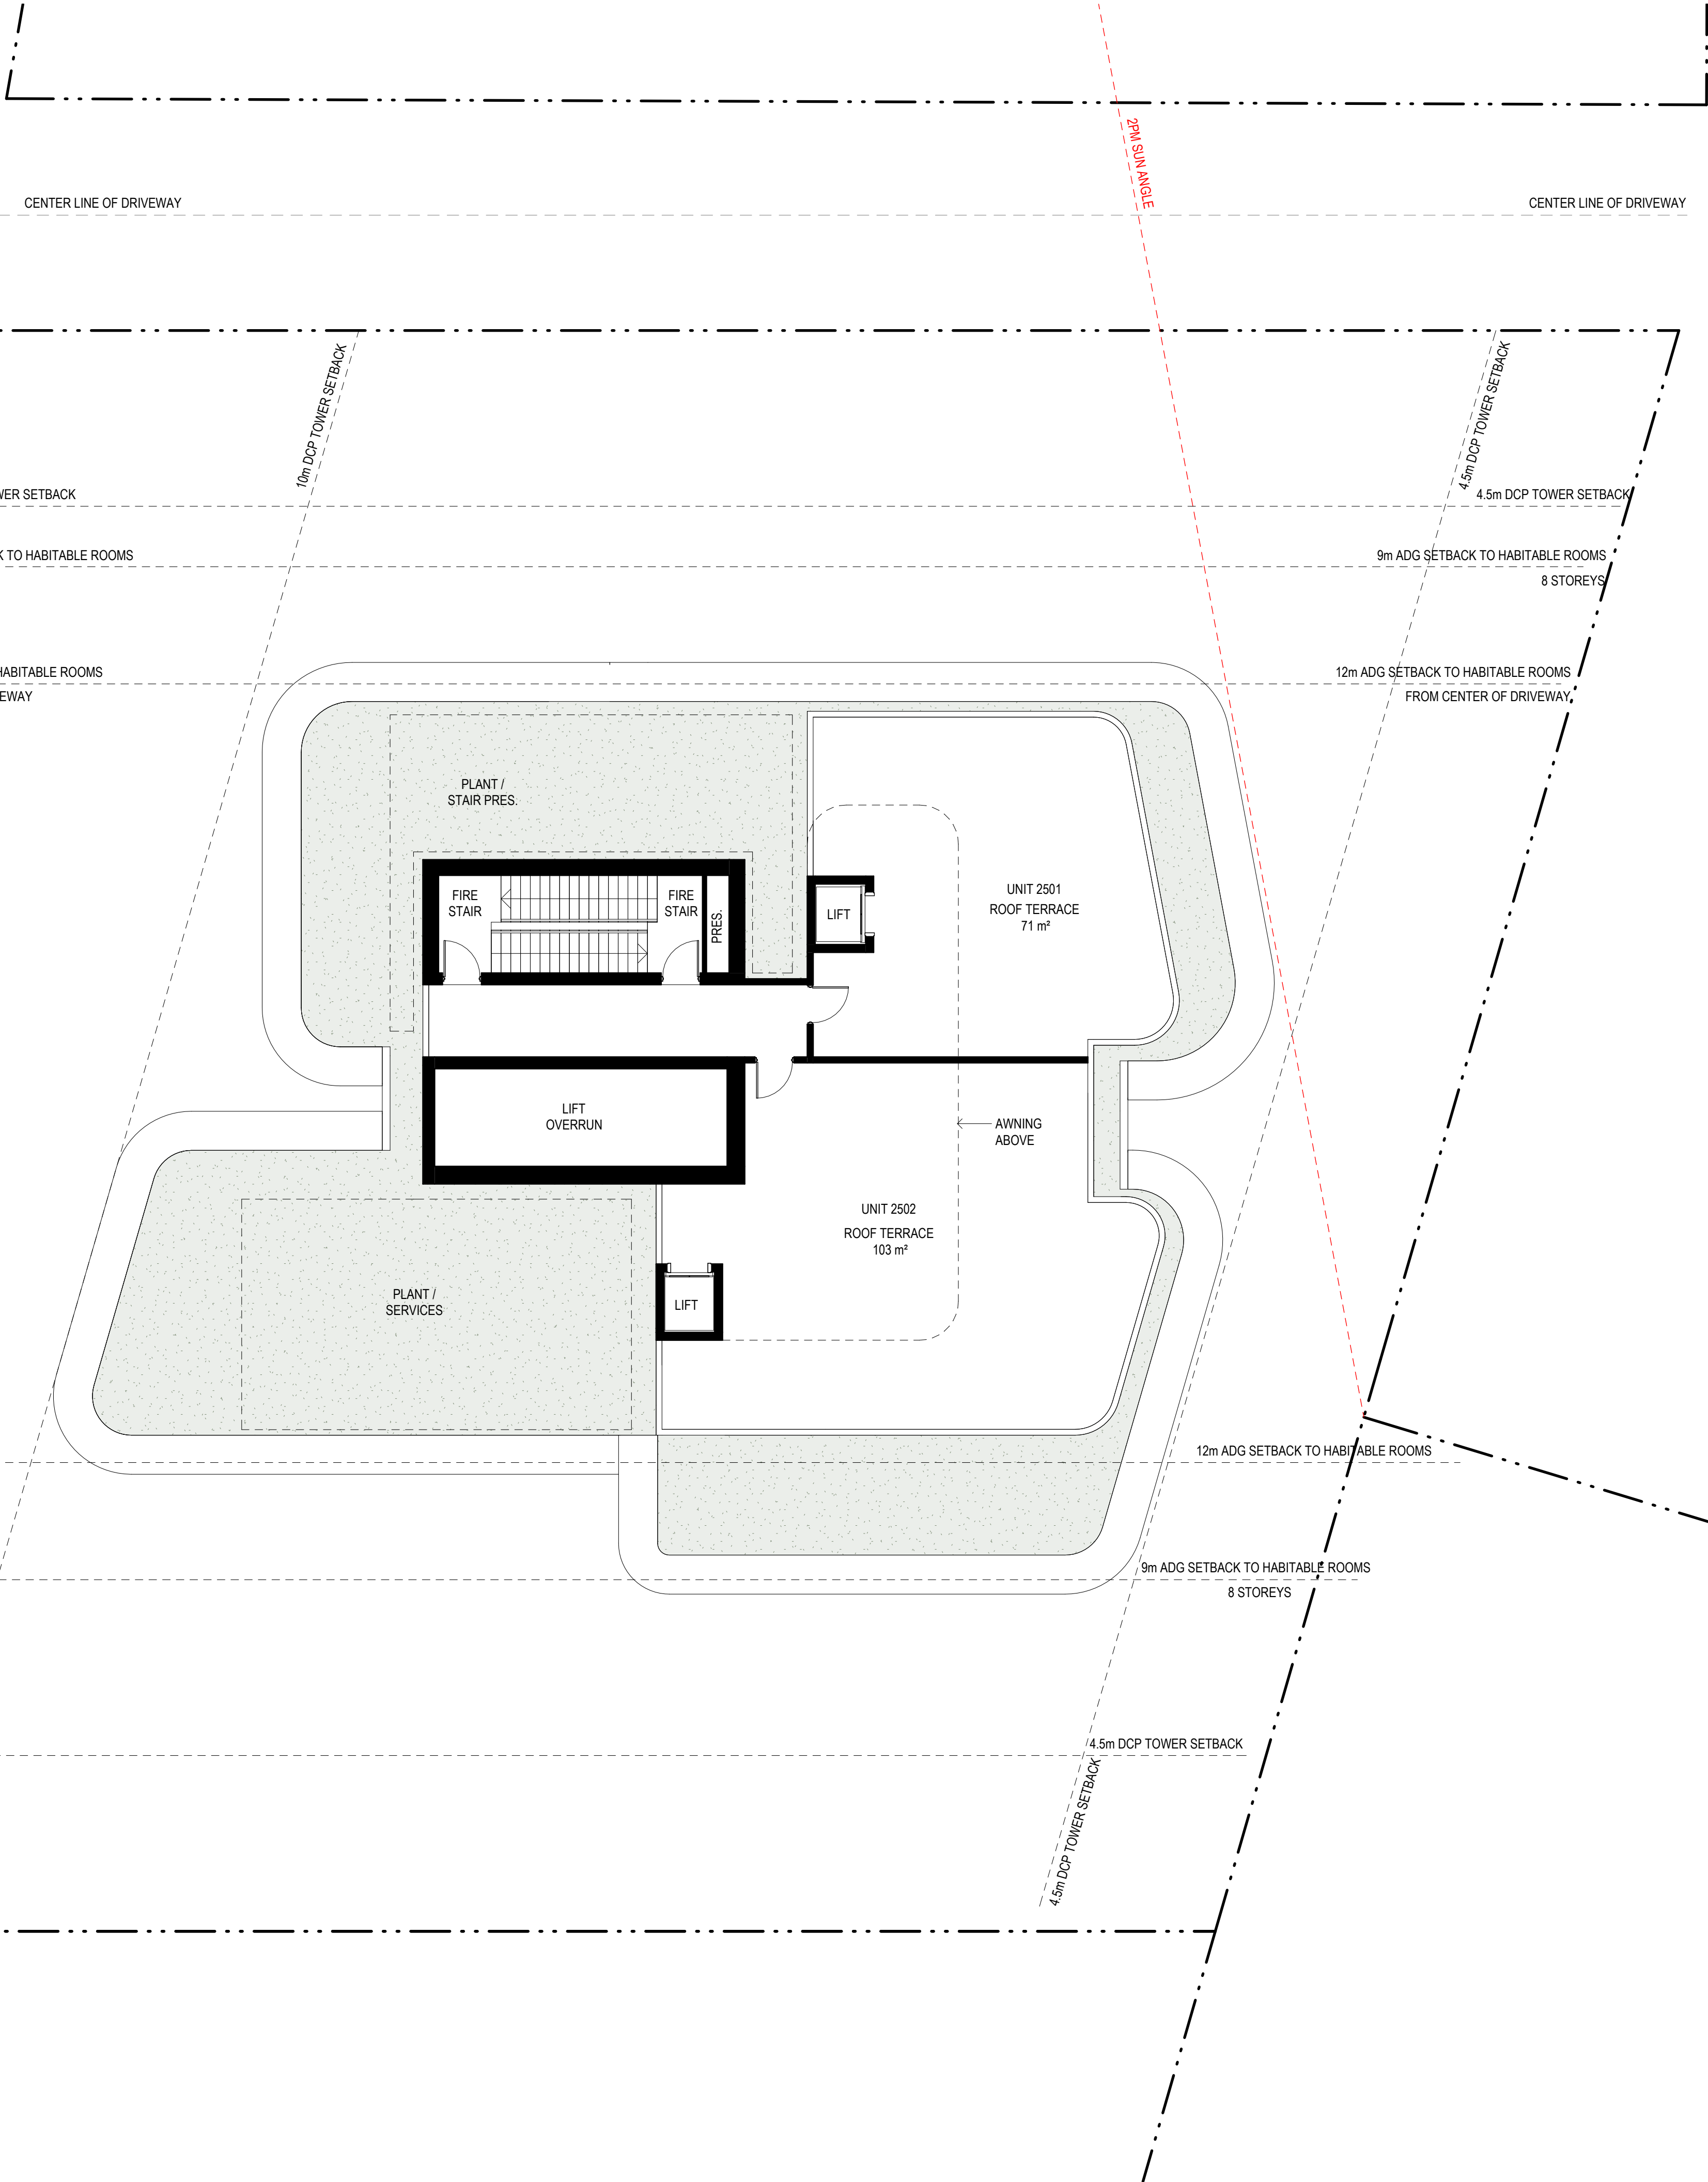 2PM SUN ANGLE
CENTER LINE OF DRIVEWAY
CENTER LINE OF DRIVEWAY
10m DCP TOWER SETBACK
4.5m DCP TOWER SETBACK
SETBACK
4.5m DCP TOWER SETBACK
TO HABITABLE ROOMS
9m ADG SETBACK TO HABITABLE ROOMS
8 STOREYS
HABITABLE ROOMS
12m ADG SETBACK TO HABITABLE ROOMS
FROM CENTER OF DRIVEWAY
PLANT /
STAIR PRES.
FIRE
STAIR
FIRE
STAIR
PRES.
LIFT
UNIT 2501
ROOF TERRACE
71 m²
LIFT
OVERRUN
AWNING
ABOVE
UNIT 2502
ROOF TERRACE
103 m²
PLANT /
SERVICES
LIFT
12m ADG SETBACK TO HABITABLE ROOMS
9m ADG SETBACK TO HABITABLE ROOMS
8 STOREYS
4.5m DCP TOWER SETBACK
4.5m DCP TOWER SETBACK